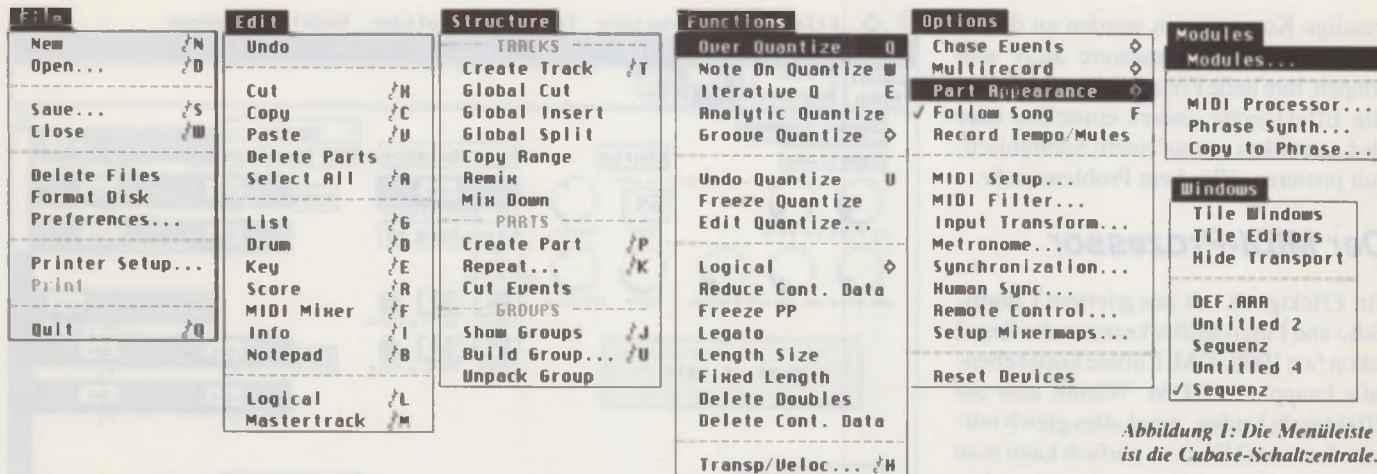 File
New ♪N
Open... ♪O
Save... ♪S
Close ♪W
Delete Files
Format Disk
Preferences...
Printer Setup...
Print
Quit ♪Q
Edit
Undo
Cut ♪X
Copy ♪C
Paste ♪V
Delete Parts
Select All ♪A
List ♪G
Drum ♪D
Key ♪E
Score ♪R
MIDI Mixer ♪F
Info ♪I
Notepad ♪B
Logical ♪L
Mastertrack ♪M
Structure
TRACKS
Create Track ♪T
Global Cut
Global Insert
Global Split
Copy Range
Remix
Mix Down
PARTS
Create Part ♪P
Repeat... ♪K
Cut Events
GROUPS
Show Groups ♪J
Build Group... ♪U
Unpack Group
Functions
Over Quantize Q
Note On Quantize W
Iterative Q E
Analytic Quantize
Groove Quantize ◇
Undo Quantize U
Freeze Quantize
Edit Quantize...
Logical ◇
Reduce Cont. Data
Freeze PP
Legato
Length Size
Fixed Length
Delete Doubles
Delete Cont. Data
Transp/Veloc... ♪H
Options
Chase Events ◇
Multirecord ◇
Part Appearance ◇
✓ Follow Song F
Record Tempo/Mutes
MIDI Setup...
MIDI Filter...
Input Transform...
Metronome...
Synchronization...
Human Sync...
Remote Control...
Setup Mixermaps...
Reset Devices
Modules
Modules...
MIDI Processor...
Phrase Synth...
Copy to Phrase...
Windows
Tile Windows
Tile Editors
Hide Transport
DEF.ARR
Untitled 2
Sequenz
Untitled 4
✓ Sequenz
Abbildung 1: Die Menüleiste
ist die Cubase-Schaltzentrale.